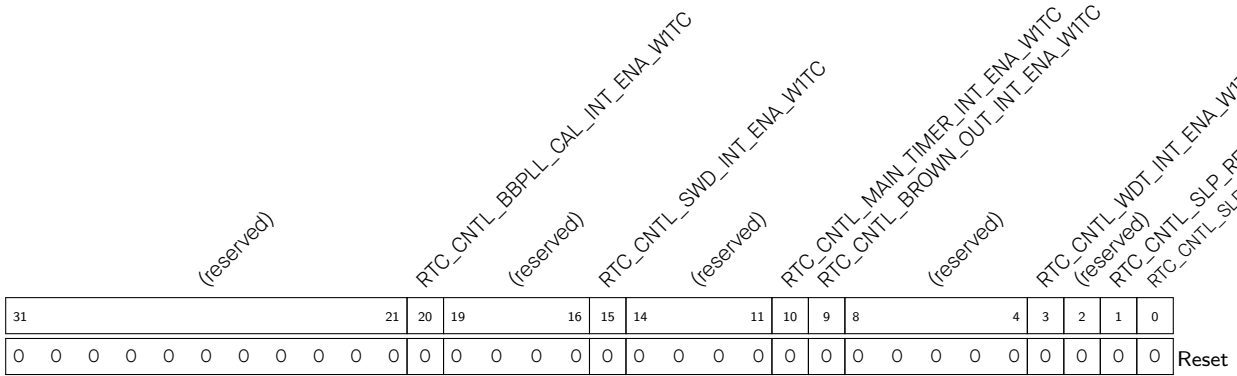 (reserved)
RTC_CNTL_BBPLL_CAL_INT_ENA_W1TC
(reserved)
RTC_CNTL_SWD_INT_ENA_W1TC
(reserved)
RTC_CNTL_MAIN_TIMER_INT_ENA_W1TC
RTC_CNTL_BROWN_OUT_INT_ENA_W1TC
(reserved)
RTC_CNTL_WDT_INT_ENA_W1T
(reserved)
RTC_CNTL_SLP_RE
RTC_CNTL_SLP
31 21 20 19 16 15 14 11 10 9 8 4 3 2 1 0
0 0 0 0 0 0 0 0 0 0 0 0 0 0 0 0 0 0 0 0 0 0 0 0 0 0 0 0 0 0 0 0 Reset